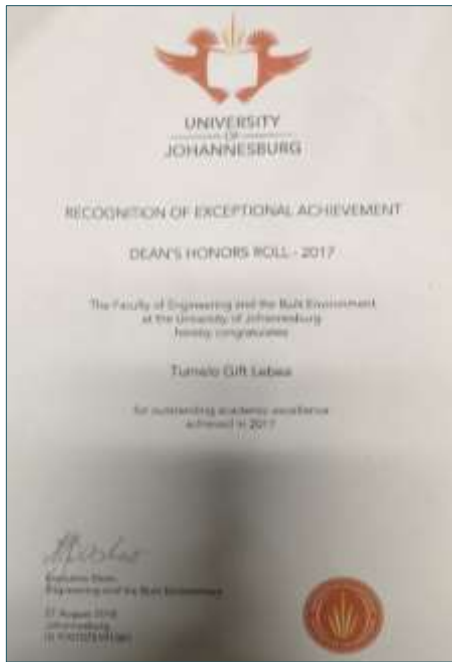 UNIVERSITY
OF
JOHANNESBURG
RECOGNITION OF EXCEPTIONAL ACHIEVEMENT
DEAN'S HONORS ROLL - 2017
The Faculty of Engineering and the Built Environment
at the University of Johannesburg
hereby congratulates
Tumelo Gift Lebea
for outstanding academic excellence
achieved in 2017
Executive Dean
Engineering and the Built Environment
August 2018
Johannesburg